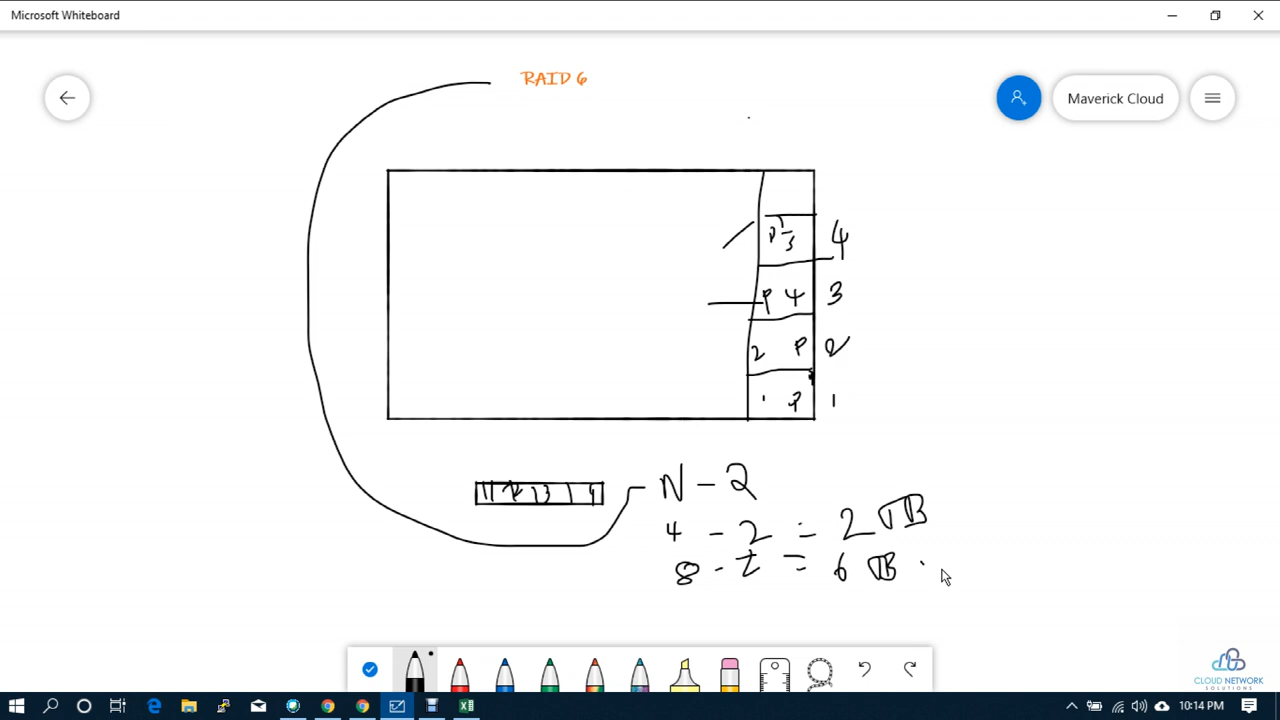 Microsoft Whiteboard
RAID 6
Maverick Cloud
P 3 4
P 4 3
2 P 2
1 P 1
N - 2
4 - 2 = 2 TB
8 - 2 = 6 TB
CLOUD NETWORK
SOLUTIONS
10:14 PM